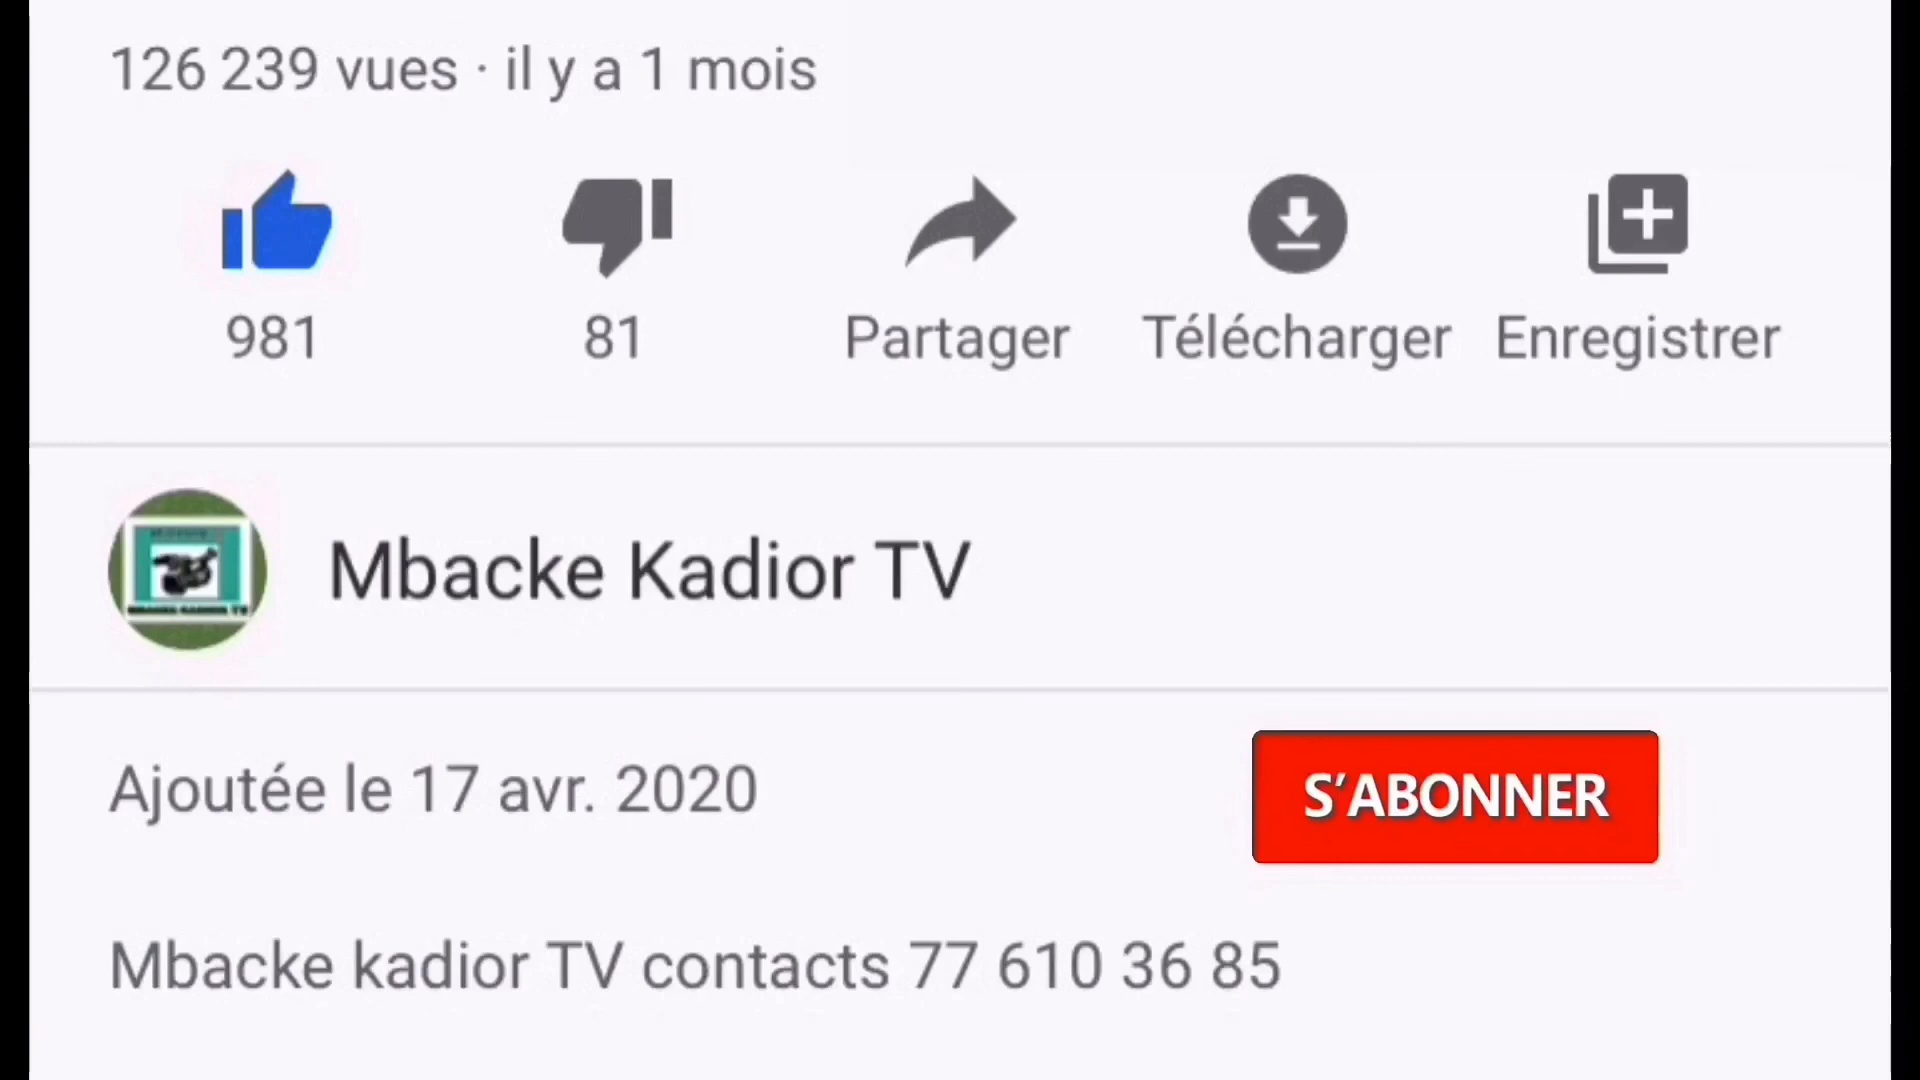 126 239 vues · il y a 1 mois
981
81
Partager
Télécharger
Enregistrer
Mbacke Kadior TV
Ajoutée le 17 avr. 2020
S'ABONNER
Mbacke kadior TV contacts 77 610 36 85